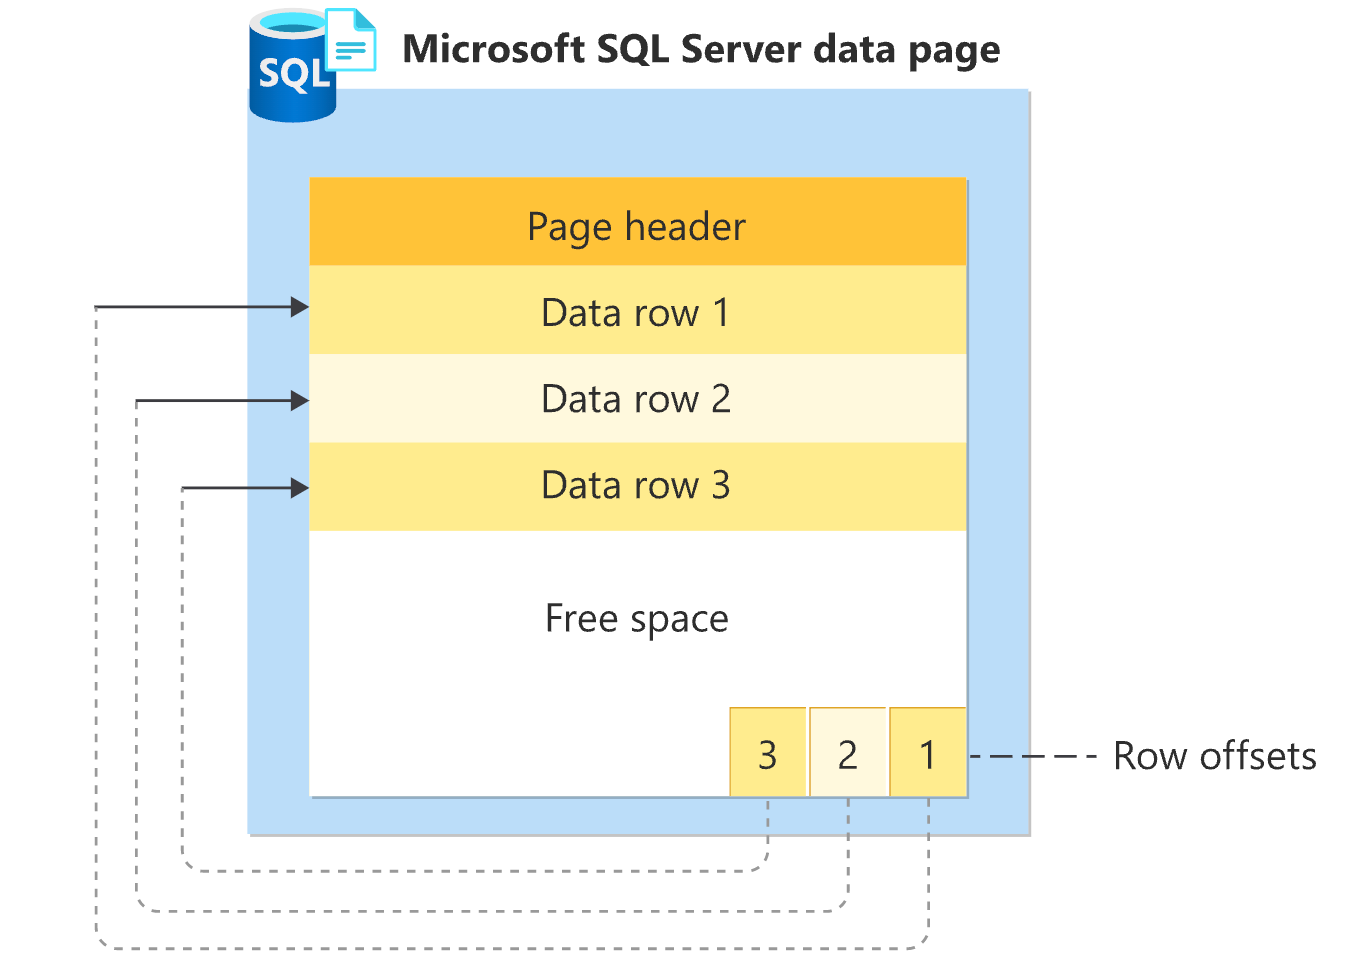 SQL
Microsoft SQL Server data page
Page header
Data row 1
Data row 2
Data row 3
Free space
3 2 1
Row offsets